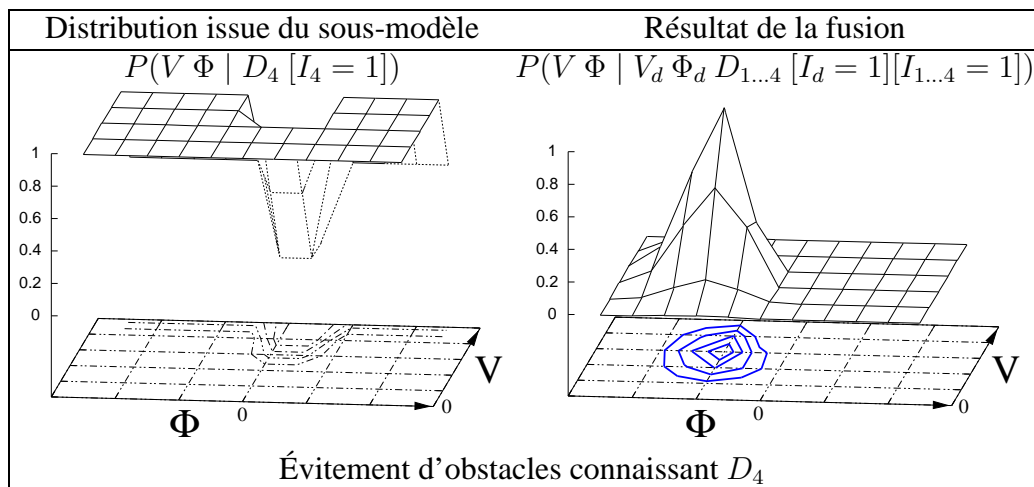 Distribution issue du sous-modèle
P(V Φ | D₄ [I₄ = 1])
1
0.8
0.6
0.4
0.2
0
V
Φ
0
0
Résultat de la fusion
P(V Φ | V_d Φ_d D₁...₄ [I_d = 1][I₁...₄ = 1])
1
0.8
0.6
0.4
0.2
0
V
Φ
0
0
Évitement d'obstacles connaissant D₄